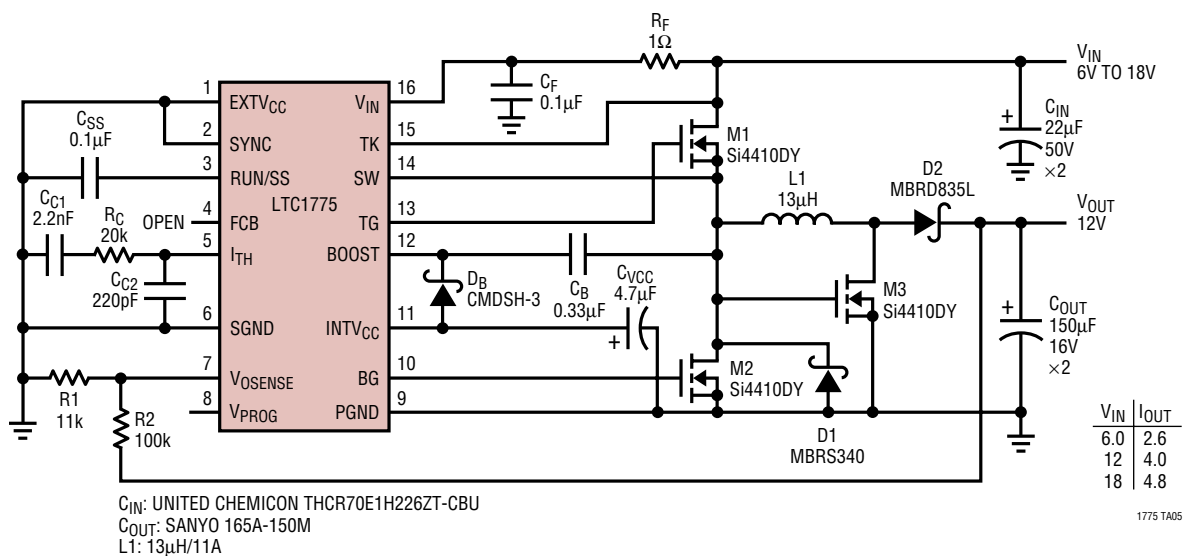 RF
1Ω
VIN
6V TO 18V
CF
0.1µF
CIN
22µF
50V
×2
+
1
EXTVCC
VIN
16
2
SYNC
TK
15
3
RUN/SS
SW
14
LTC1775
4
FCB
TG
13
5
ITH
BOOST
12
6
SGND
INTVCC
11
7
VOSENSE
BG
10
8
VPROG
PGND
9
CSS
0.1µF
CC1
2.2nF
RC
20k
OPEN
CC2
220pF
R1
11k
R2
100k
M1
Si4410DY
L1
13µH
D2
MBRD835L
VOUT
12V
DB
CMDSH-3
CB
0.33µF
CVCC
4.7µF
+
M3
Si4410DY
M2
Si4410DY
D1
MBRS340
+
COUT
150µF
16V
×2
VIN IOUT
6.0 2.6
12 4.0
18 4.8
1775 TA05
CIN: UNITED CHEMICON THCR70E1H226ZT-CBU
COUT: SANYO 165A-150M
L1: 13µH/11A